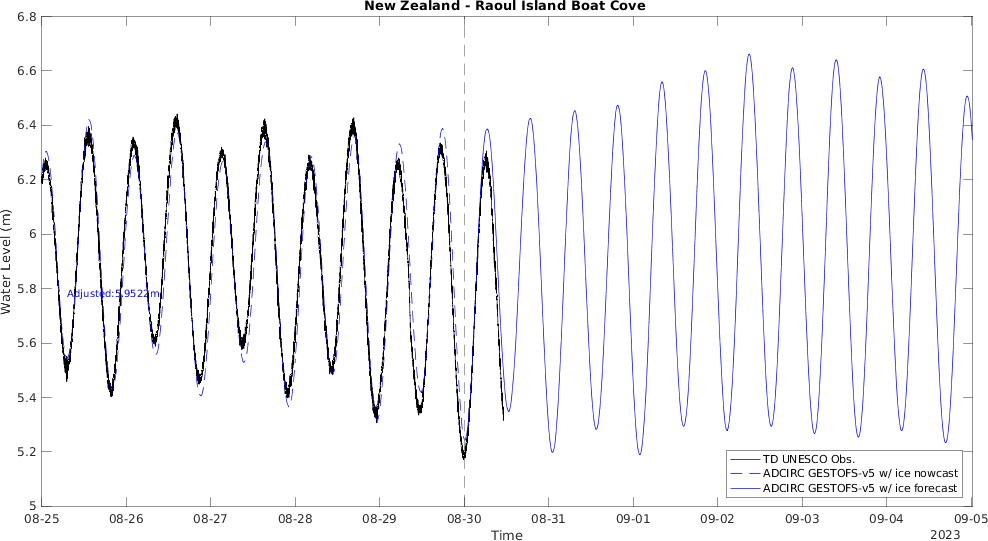 New Zealand - Raoul Island Boat Cove
6.8
6.6
6.4
6.2
6
5.8
5.6
5.4
5.2
5
Water Level (m)
Adjusted:5.9522m
TD UNESCO Obs.
ADCIRC GESTOFS-v5 w/ ice nowcast
ADCIRC GESTOFS-v5 w/ ice forecast
08-25 08-26 08-27 08-28 08-29 08-30 08-31 09-01 09-02 09-03 09-04 09-05
Time
2023